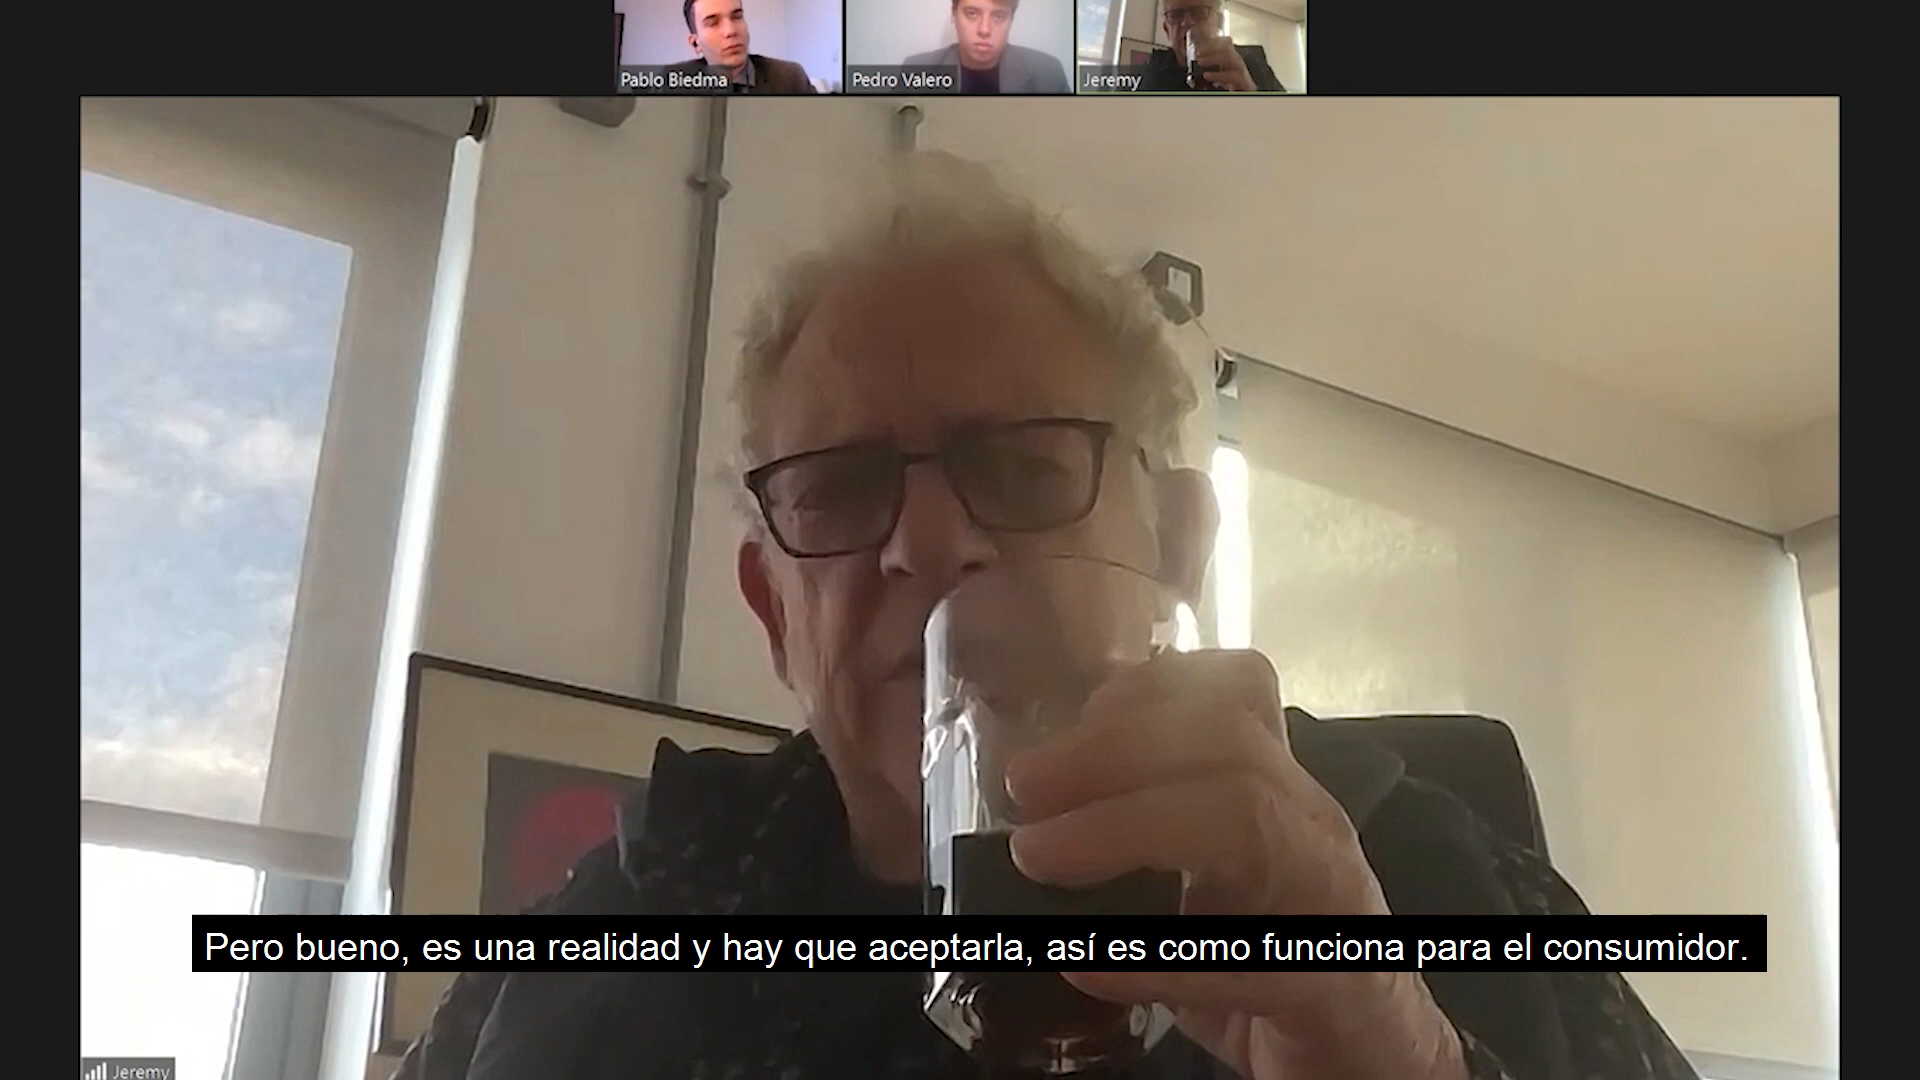 Pablo Biedma
Pedro Valero
Jeremy
Pero bueno, es una realidad y hay que aceptarla, así es como funciona para el consumidor.
Jeremy